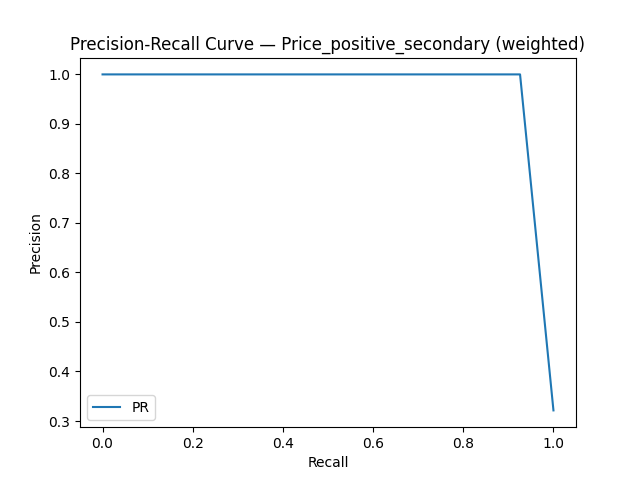 Precision-Recall Curve — Price_positive_secondary (weighted)
1.0
0.9
0.8
0.7
0.6
0.5
0.4
0.3
Precision
PR
0.0 0.2 0.4 0.6 0.8 1.0
Recall